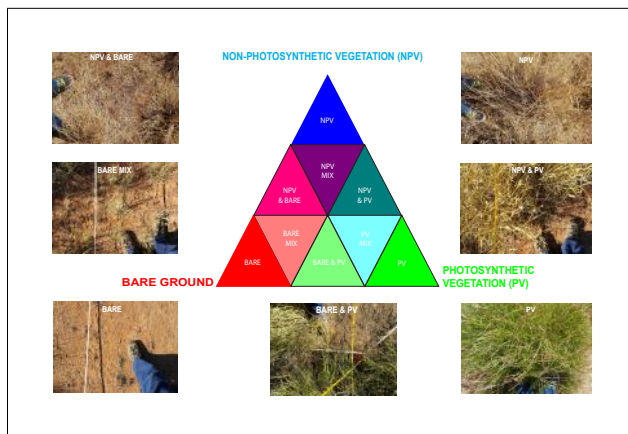 NPV & BARE
NON-PHOTOSYNTHETIC VEGETATION (NPV)
NPV
NPV
BARE MIX
NPV
MIX
NPV & PV
NPV
& BARE
NPV
& PV
BARE
BARE
MIX
BARE & PV
PV
MIX
PV
BARE GROUND
PHOTOSYNTHETIC
VEGETATION (PV)
BARE
BARE & PV
PV